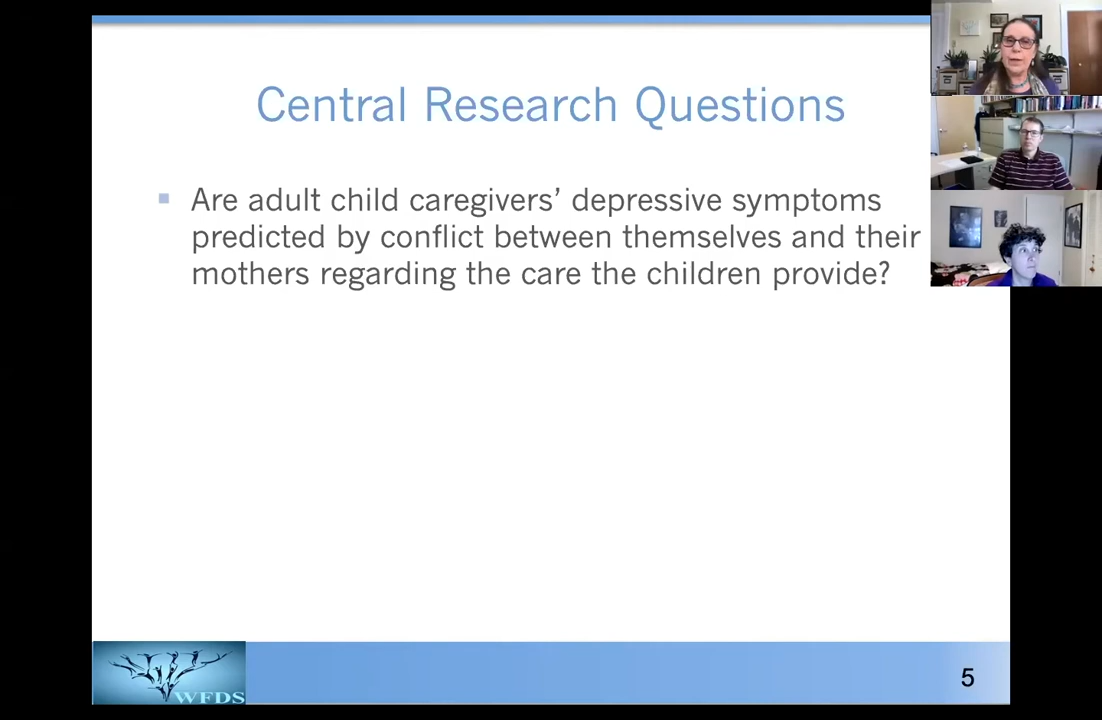 Central Research Questions
Are adult child caregivers’ depressive symptoms
predicted by conflict between themselves and their
mothers regarding the care the children provide?
WFDS
5